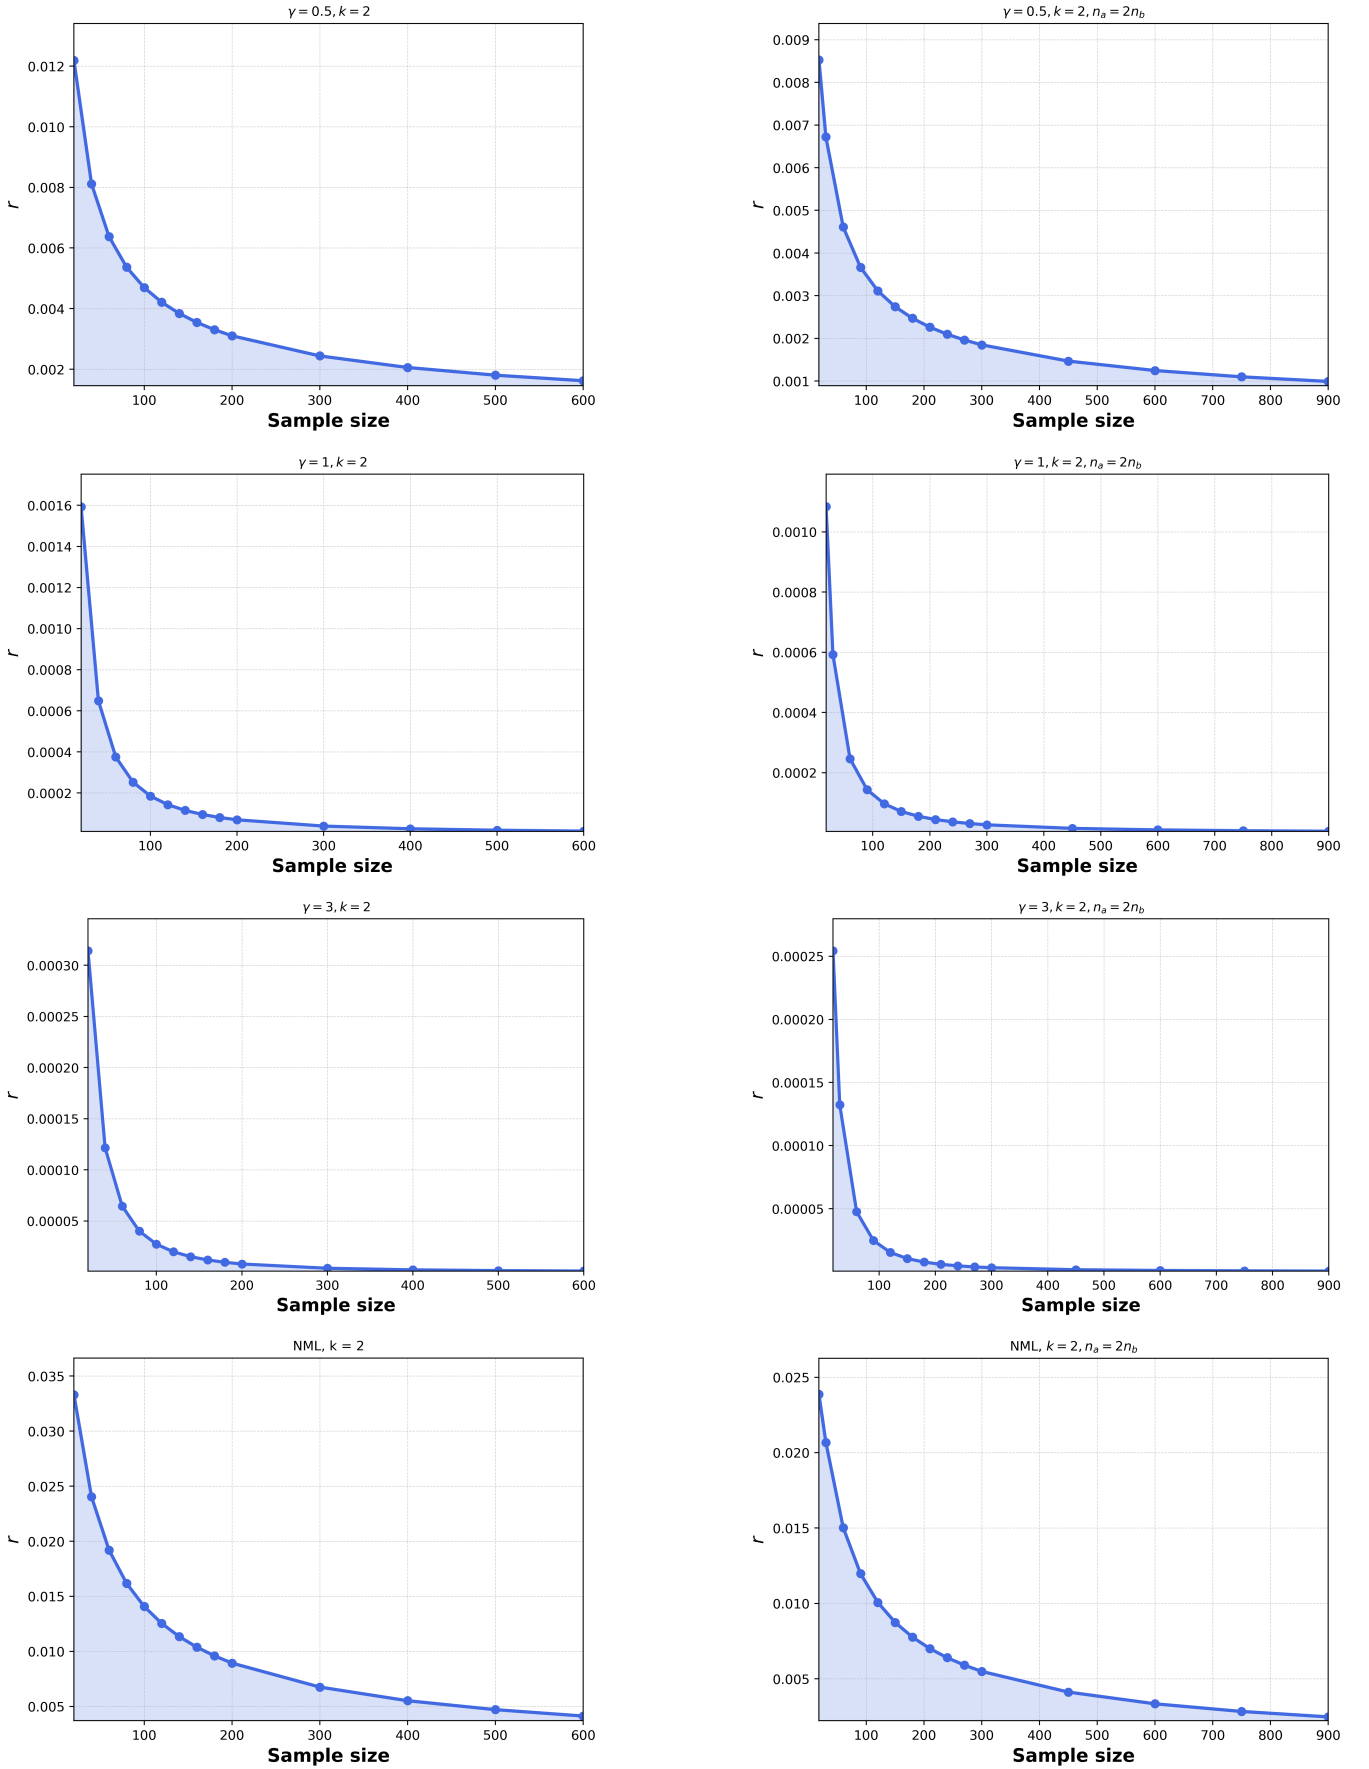 γ = 0.5, k = 2
0.012
0.010
0.008
0.006
0.004
0.002
r
100 200 300 400 500 600
Sample size
γ = 0.5, k = 2, n_a = 2n_b
0.009
0.008
0.007
0.006
0.005
0.004
0.003
0.002
0.001
r
100 200 300 400 500 600 700 800 900
Sample size
γ = 1, k = 2
0.0016
0.0014
0.0012
0.0010
0.0008
0.0006
0.0004
0.0002
r
100 200 300 400 500 600
Sample size
γ = 1, k = 2, n_a = 2n_b
0.0010
0.0008
0.0006
0.0004
0.0002
r
100 200 300 400 500 600 700 800 900
Sample size
γ = 3, k = 2
0.00030
0.00025
0.00020
0.00015
0.00010
0.00005
r
100 200 300 400 500 600
Sample size
γ = 3, k = 2, n_a = 2n_b
0.00025
0.00020
0.00015
0.00010
0.00005
r
100 200 300 400 500 600 700 800 900
Sample size
NML, k = 2
0.035
0.030
0.025
0.020
0.015
0.010
0.005
r
100 200 300 400 500 600
Sample size
NML, k = 2, n_a = 2n_b
0.025
0.020
0.015
0.010
0.005
r
100 200 300 400 500 600 700 800 900
Sample size